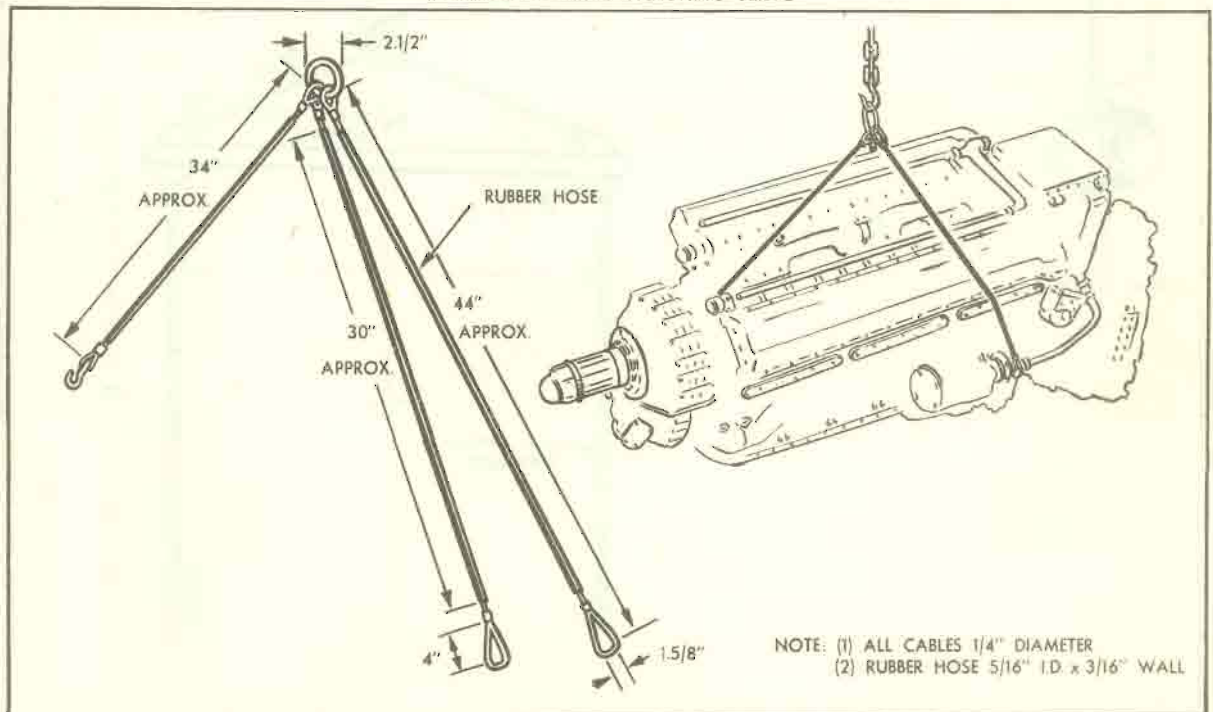 2.1/2"
34"
APPROX.
RUBBER HOSE
44"
APPROX.
30"
APPROX.
4"
1.5/8"
NOTE: (1) ALL CABLES 1/4" DIAMETER
(2) RUBBER HOSE 5/16" I.D. x 3/16" WALL